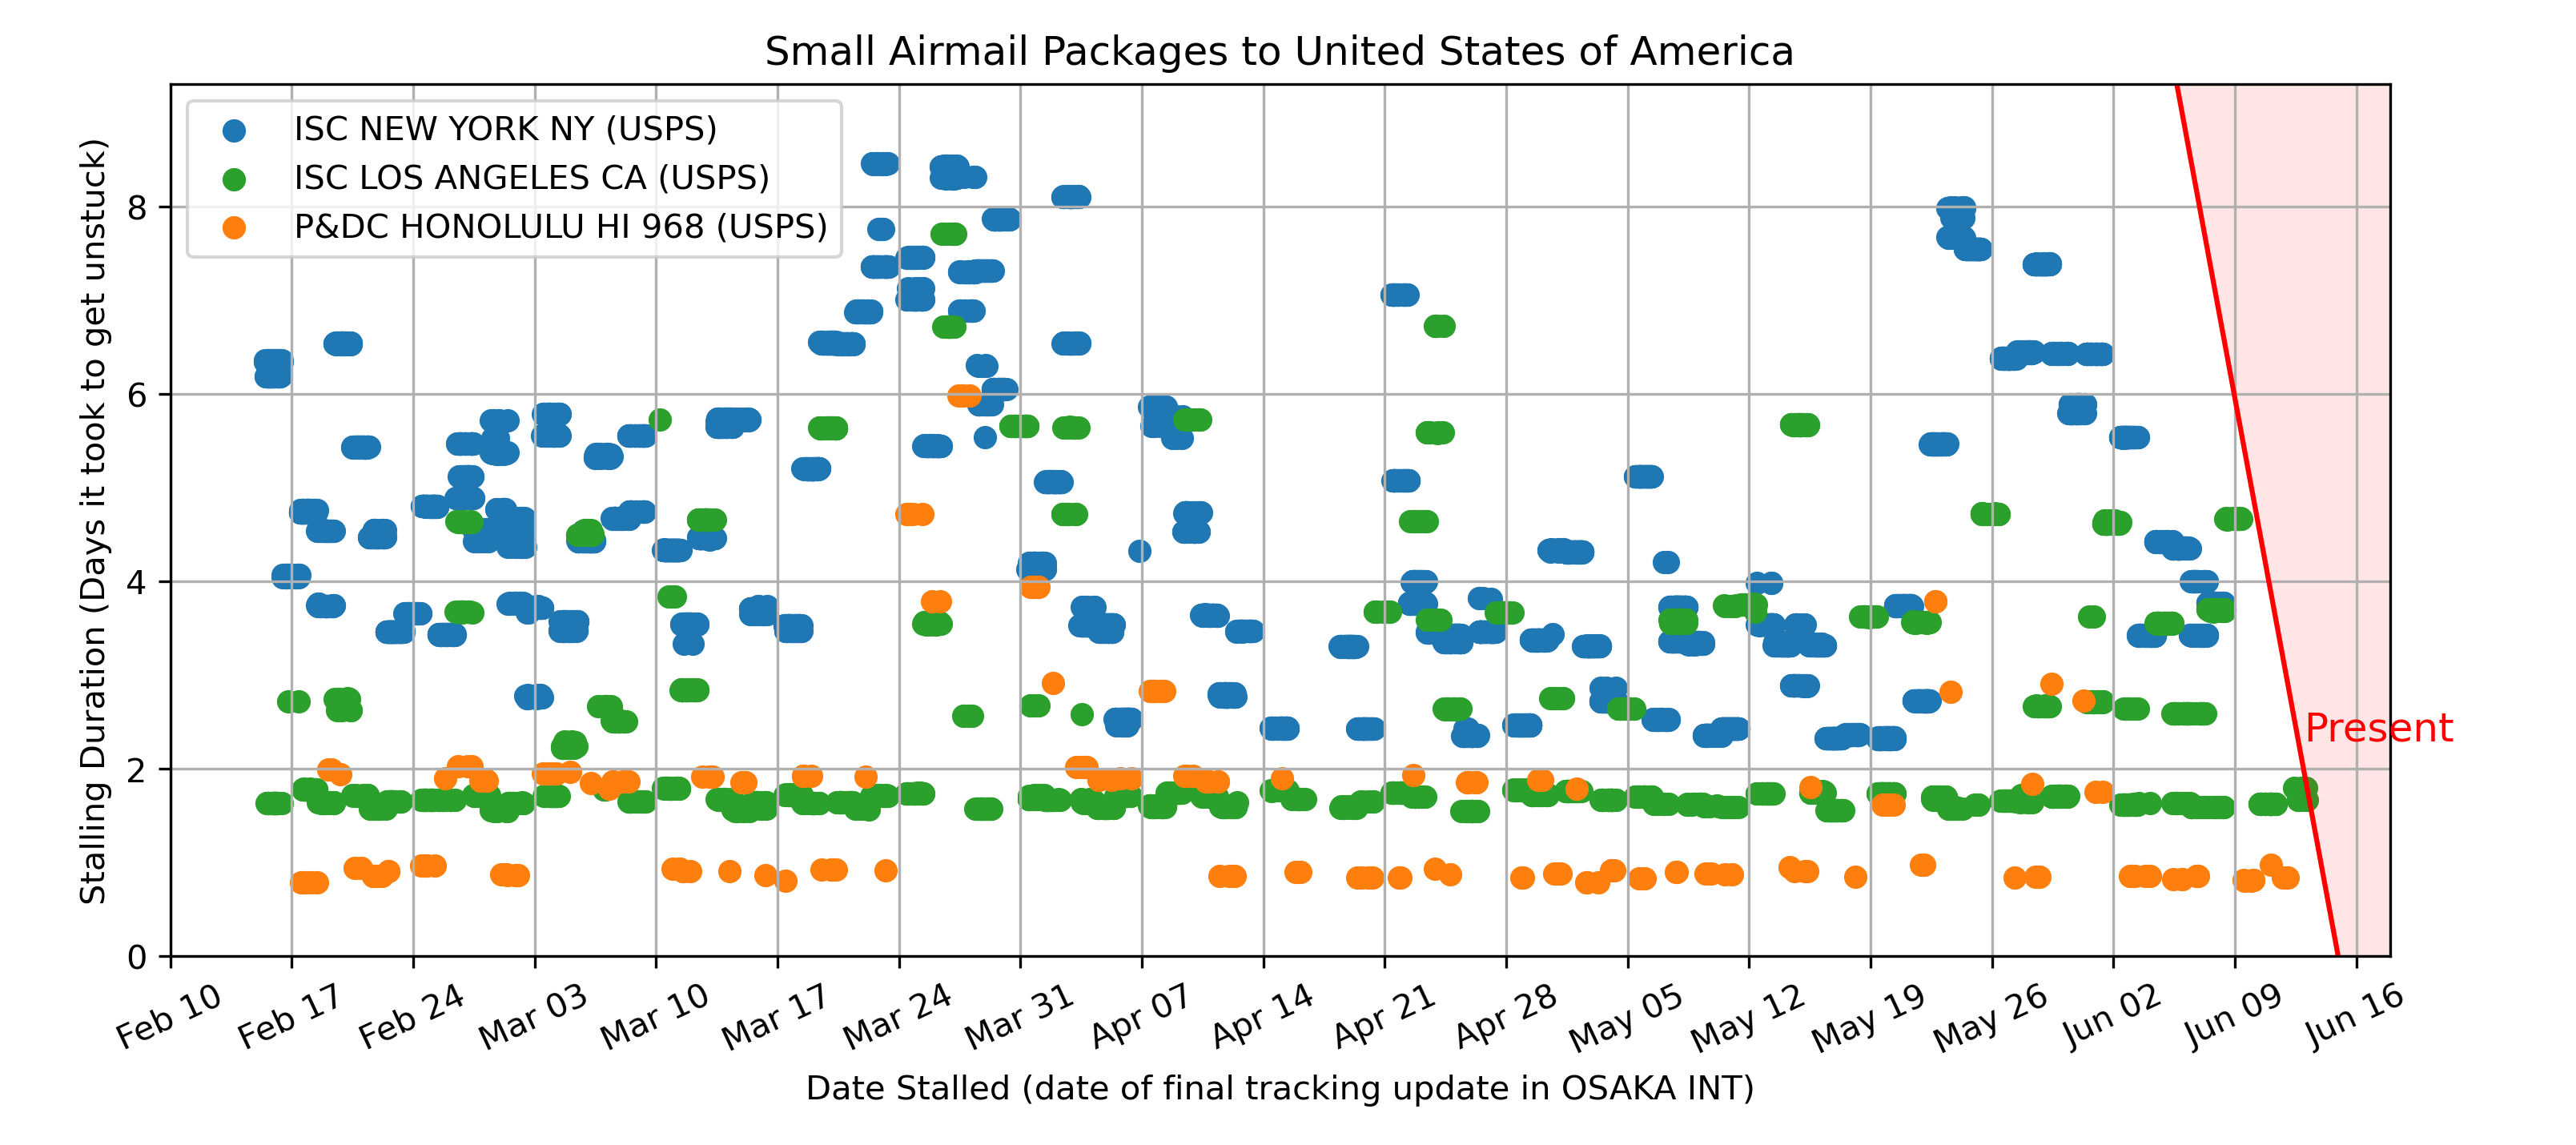 Small Airmail Packages to United States of America
ISC NEW YORK NY (USPS)
ISC LOS ANGELES CA (USPS)
P&DC HONOLULU HI 968 (USPS)
Stalling Duration (Days it took to get unstuck)
8
6
4
2
0
Present
Feb 10 Feb 17 Feb 24 Mar 03 Mar 10 Mar 17 Mar 24 Mar 31 Apr 07 Apr 14 Apr 21 Apr 28 May 05 May 12 May 19 May 26 Jun 02 Jun 09 Jun 16
Date Stalled (date of final tracking update in OSAKA INT)